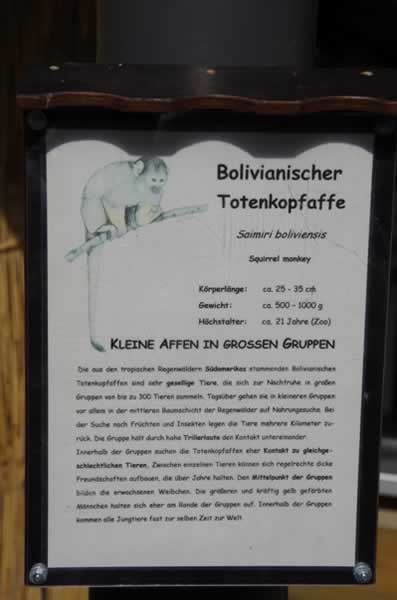 Bolivianischer
Totenkopfaffe
Saimiri boliviensis
Squirrel monkey
Körperlänge: ca. 25 - 35 cm
Gewicht: ca. 500 - 1000 g
Höchstalter: ca. 21 Jahre (Zoo)
KLEINE AFFEN IN GROSSEN GRUPPEN
Die aus den tropischen Regenwäldern Südamerikas stammenden Bolivianischen
Totenkopfaffen sind sehr gesellige Tiere, die sich zur Nachtruhe in großen
Gruppen von bis zu 300 Tieren sammeln. Tagsüber gehen sie in kleineren Gruppen
vor allem in der mittleren Baumschicht der Regenwälder auf Nahrungssuche. Bei
der Suche nach Früchten und Insekten legen die Tiere mehrere Kilometer zu-
rück. Die Gruppe hält durch hohe Trillerlaute den Kontakt untereinander.
Innerhalb der Gruppen suchen die Totenkopfaffen eher Kontakt zu gleichge-
schlechtlichen Tieren. Zwischen einzelnen Tieren können sich regelrechte dicke
Freundschaften aufbauen, die über Jahre halten. Den Mittelpunkt der Gruppen
bilden die erwachsenen Weibchen. Die größeren und kräftig gelb gefärbten
Männchen halten sich eher am Rande der Gruppen auf. Innerhalb der Gruppen
kommen alle Jungtiere fast zur selben Zeit zur Welt.